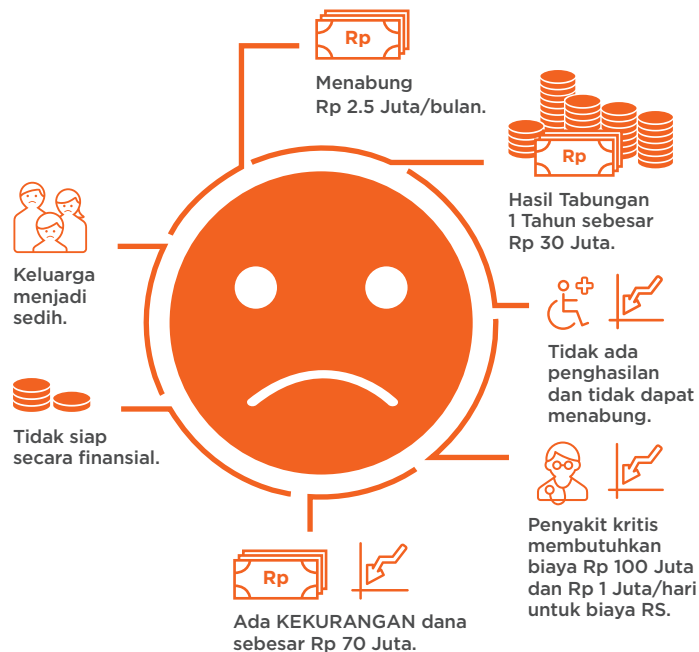 Rp
Menabung
Rp 2.5 Juta/bulan.
Rp
Hasil Tabungan
1 Tahun sebesar
Rp 30 Juta.
Tidak ada
penghasilan
dan tidak dapat
menabung.
Penyakit kritis
membutuhkan
biaya Rp 100 Juta
dan Rp 1 Juta/hari
untuk biaya RS.
Rp
Ada KEKURANGAN dana
sebesar Rp 70 Juta.
Tidak siap
secara finansial.
Keluarga
menjadi
sedih.